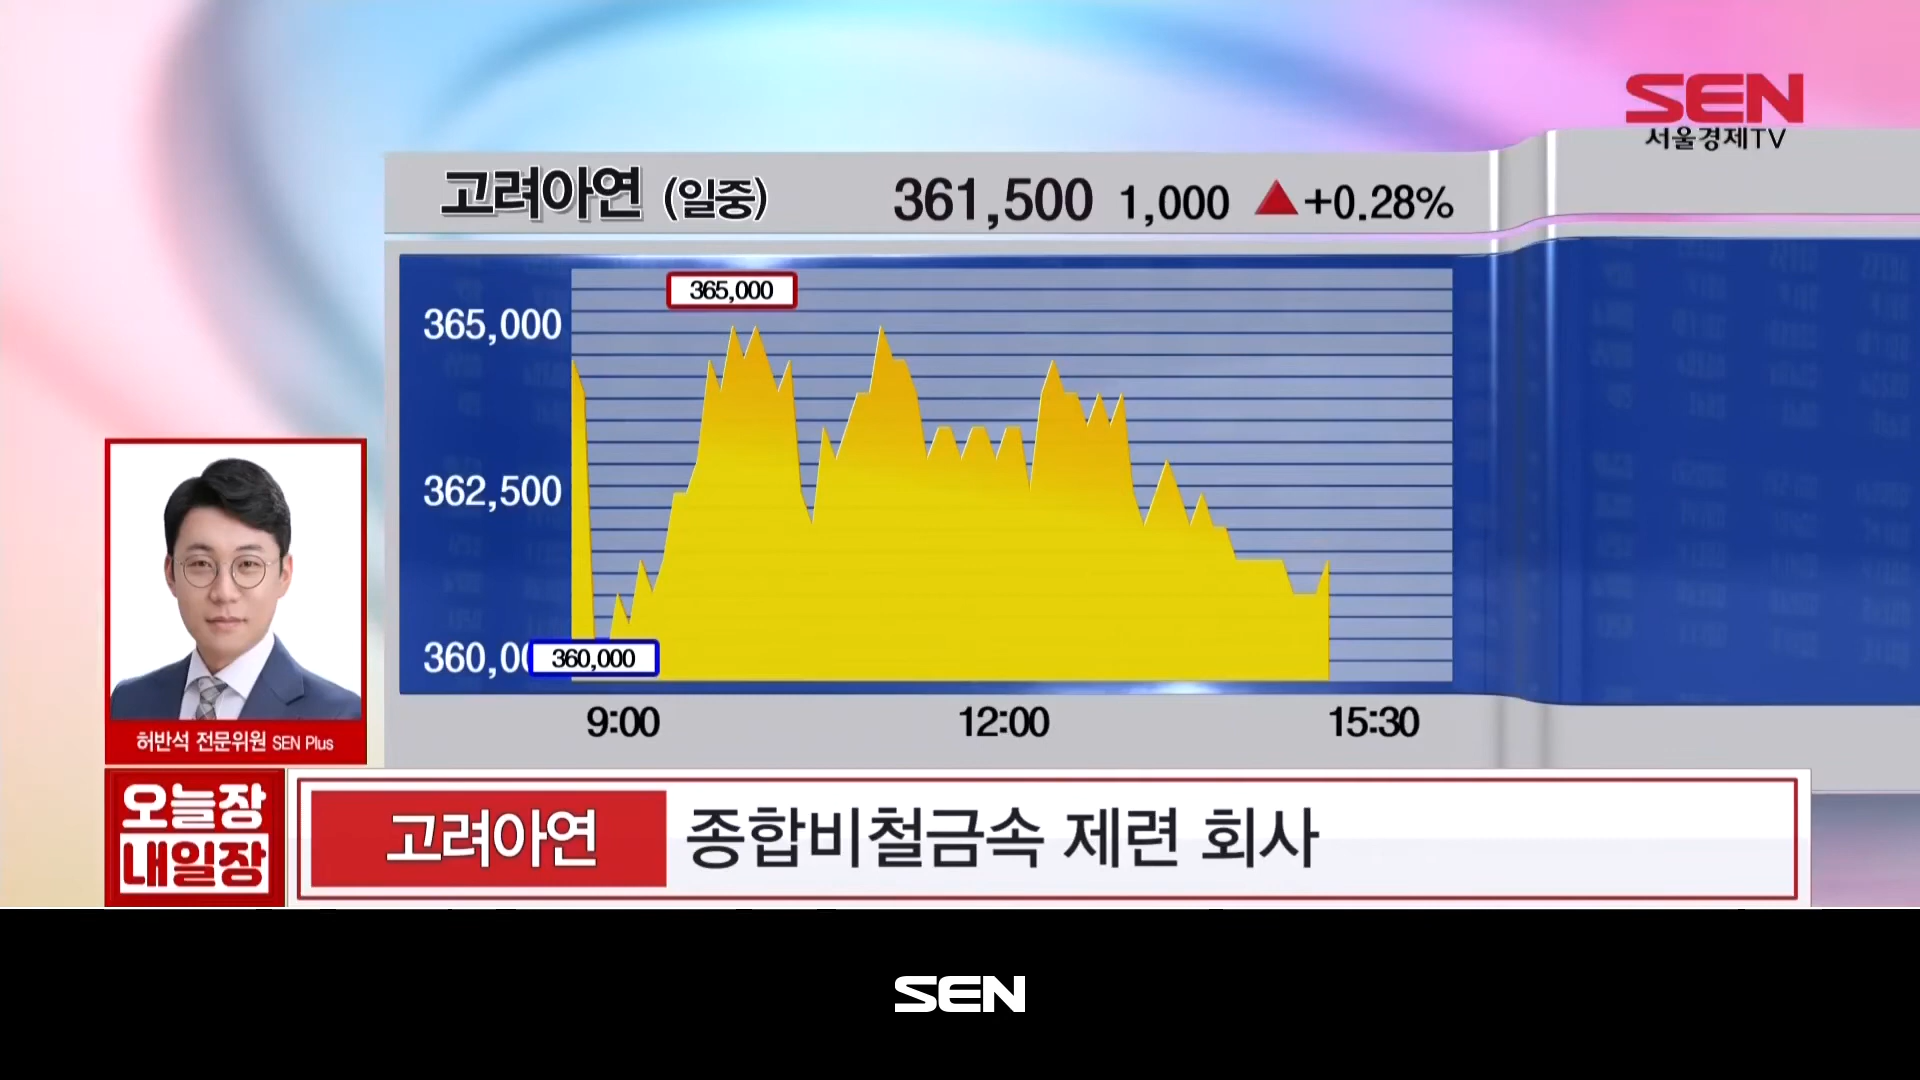 SEN
서울경제TV
고려아연 (일중) 361,500 1,000 ▲+0.28%
365,000
365,000
362,500
360,00
360,000
9:00 12:00 15:30
허반석 전문위원 SEN Plus
오늘장
내일장
고려아연 종합비철금속 제련 회사
SEN